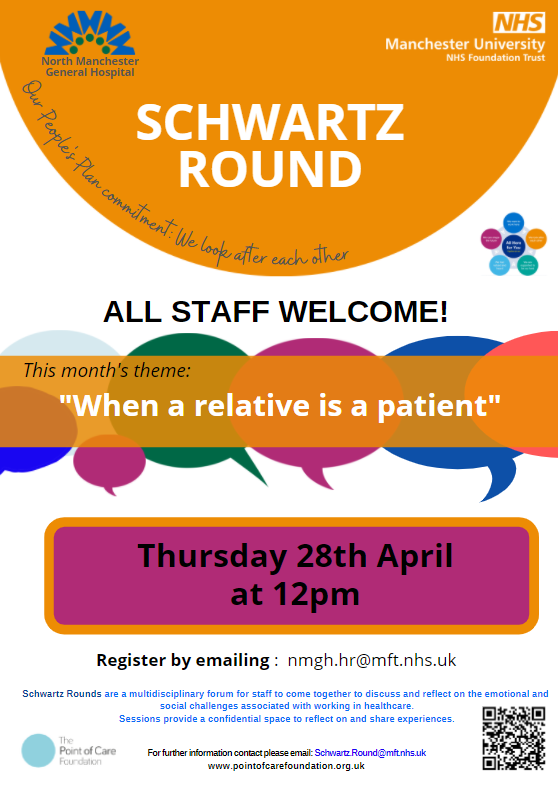 North Manchester
General Hospital
NHS
Manchester University
NHS Foundation Trust
Our People's Plan commitment: We look after each other
SCHWARTZ
ROUND
All Here
for You
ALL STAFF WELCOME!
This month's theme:
"When a relative is a patient"
Thursday 28th April
at 12pm
Register by emailing : nmgh.hr@mft.nhs.uk
Schwartz Rounds are a multidisciplinary forum for staff to come together to discuss and reflect on the emotional and
social challenges associated with working in healthcare.
Sessions provide a confidential space to reflect on and share experiences.
The
Point of Care
Foundation
For further information contact please email: Schwartz.Round@mft.nhs.uk
www.pointofcarefoundation.org.uk